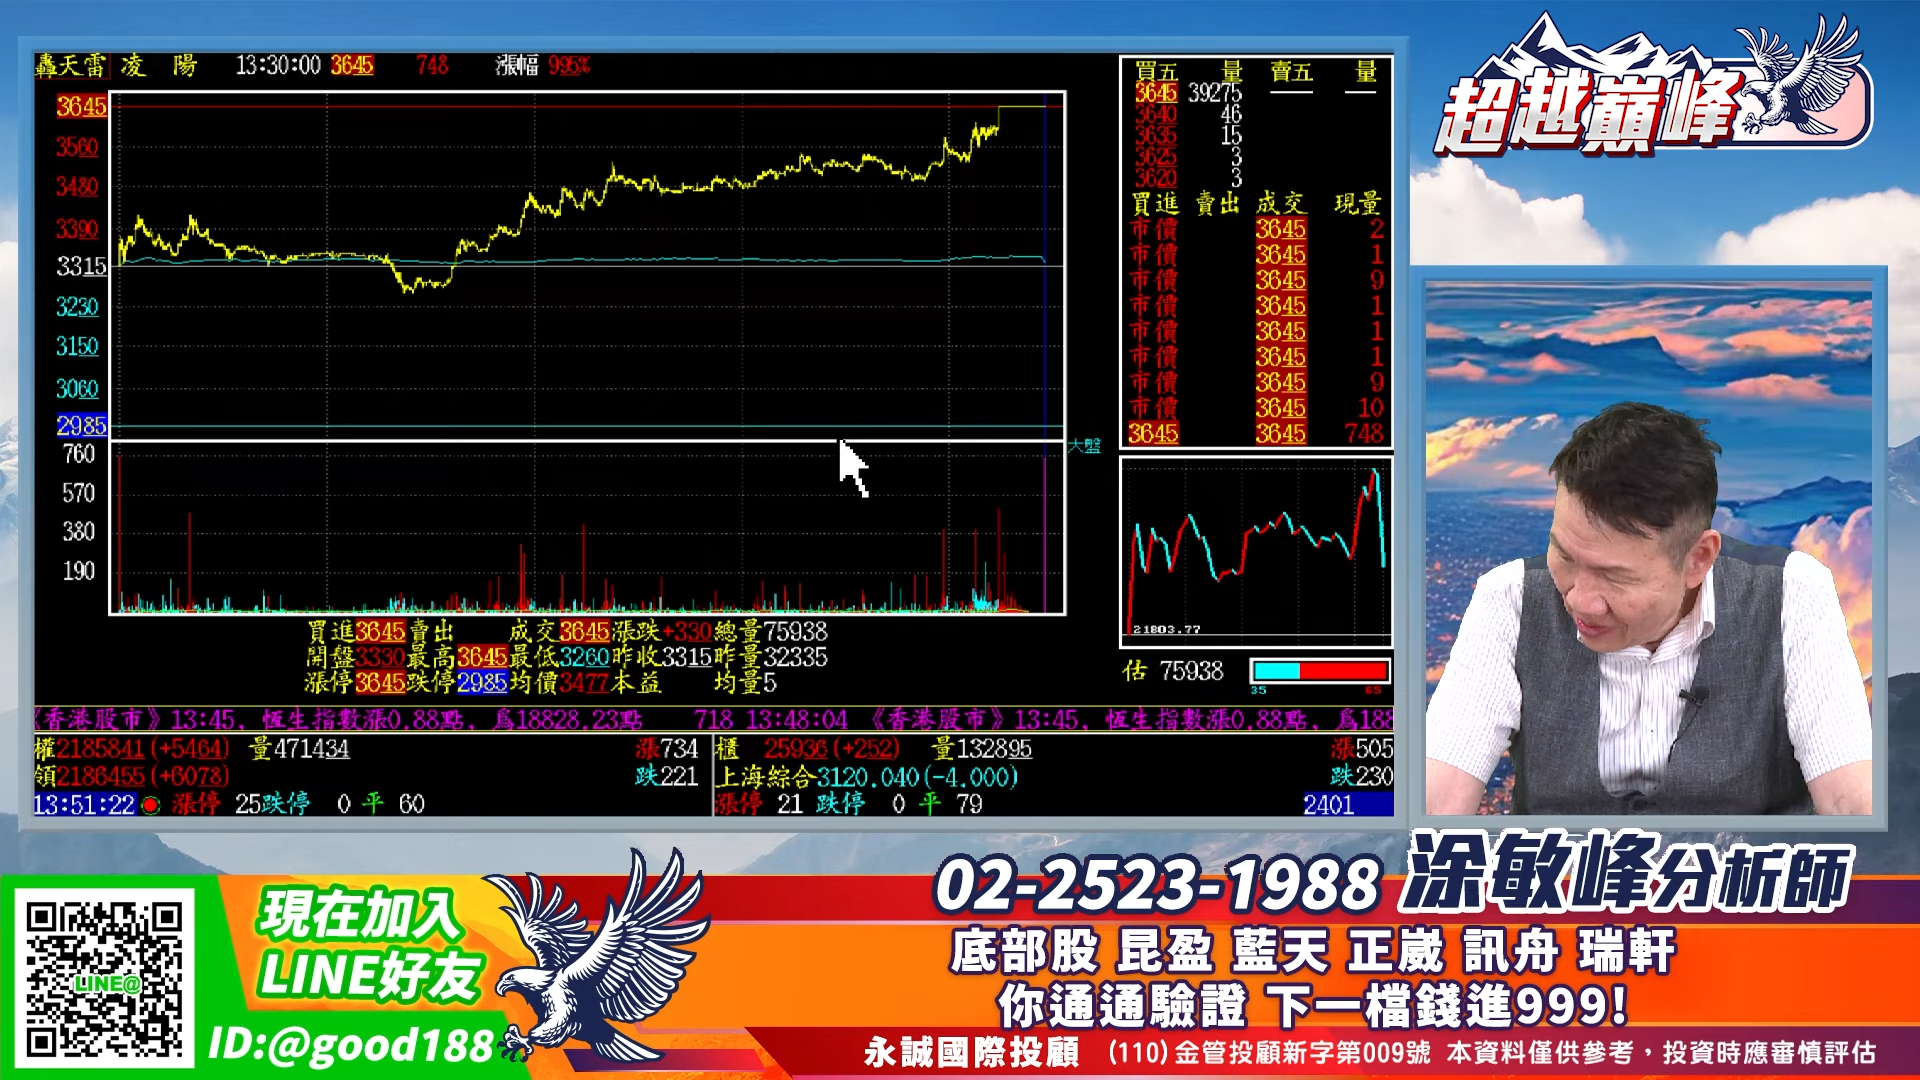 轟天雷 凌 陽 13:30:00 3645 748 漲幅 995%
3645
3560
3480
3390
3315
3230
3150
3060
2985
760
570
380
190
大盤
買五 量 賣五 量
3645 39275
3640 46
3635 15
3625 3
3620 3
買進 賣出 成交 現量
市價 3645 2
市價 3645 1
市價 3645 9
市價 3645 1
市價 3645 1
市價 3645 1
市價 3645 9
市價 3645 10
3645 3645 748
21803.77
估 75938
35 65
買進3645賣出 成交3645漲跌+330總量75938
開盤3330最高3645最低3260昨收3315昨量32335
漲停3645跌停2985均價3477本益 均量5
《香港股市》13:45, 恆生指數漲0.88點, 爲18828.23點 718 13:48:04 《香港股市》13:45, 恆生指數漲0.88點, 爲188
權2185841(+5464) 量471434 漲734
領2186455(+6078) 跌221
13:51:22 漲停 25跌停 0 平 60
櫃 25936(+252) 量132895 漲505
上海綜合3120.040(-4.000) 跌230
漲停 21 跌停 0 平 79 2401
超越巔峰
現在加入
LINE好友
LINE@
ID:@good188
02-2523-1988 涂敏峰分析師
底部股 昆盈 藍天 正崴 訊舟 瑞軒
你通通驗證 下一檔錢進999!
永誠國際投顧 (110)金管投顧新字第009號 本資料僅供參考，投資時應審慎評估